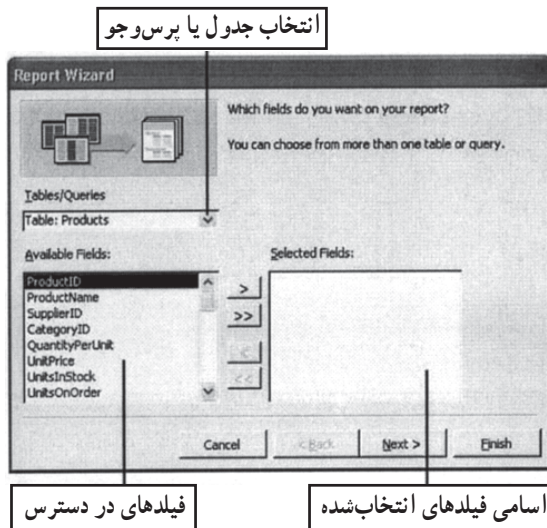 انتخاب جدول یا پرس‌وجو
Report Wizard
Which fields do you want on your report?
You can choose from more than one table or query.
Tables/Queries
Table: Products
Available Fields:
Selected Fields:
ProductID
ProductName
SupplierID
CategoryID
QuantityPerUnit
UnitPrice
UnitsInStock
UnitsOnOrder
>
>>
<
<<
Cancel
< Back
Next >
Finish
فیلدهای در دسترس
اسامی فیلدهای انتخاب‌شده